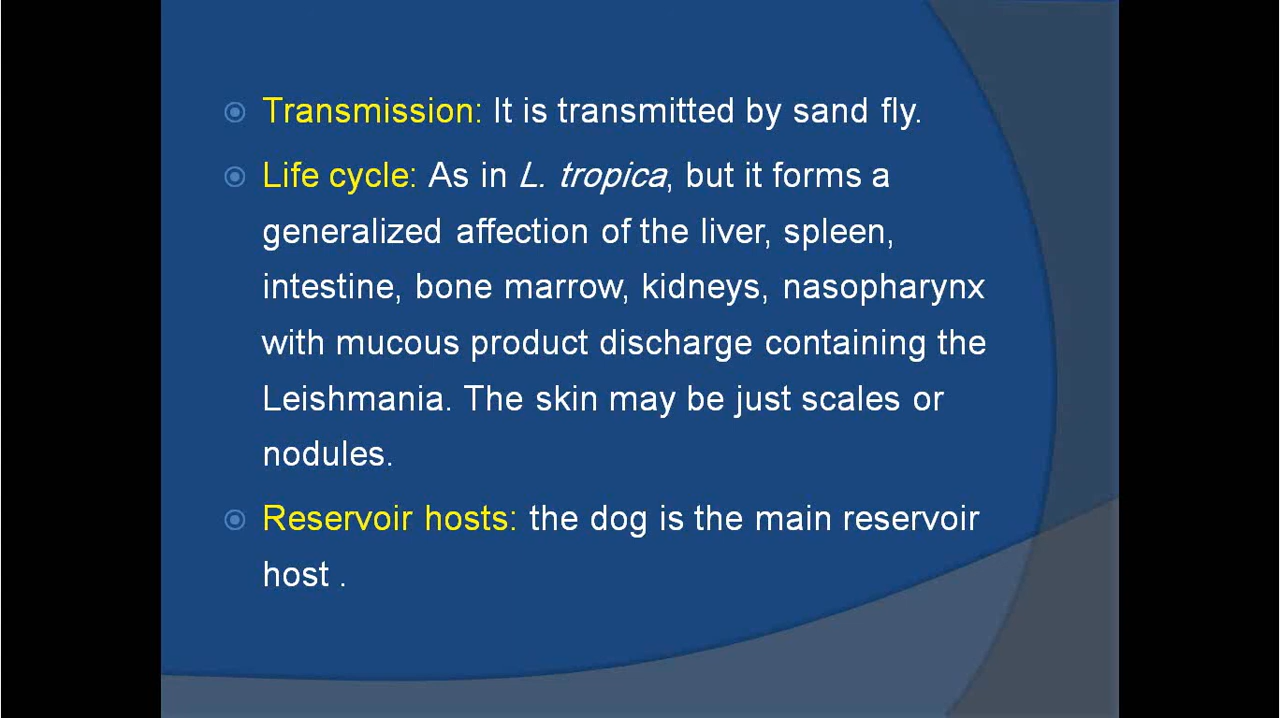 Transmission: It is transmitted by sand fly.
Life cycle: As in L. tropica, but it forms a
generalized affection of the liver, spleen,
intestine, bone marrow, kidneys, nasopharynx
with mucous product discharge containing the
Leishmania. The skin may be just scales or
nodules.
Reservoir hosts: the dog is the main reservoir
host .